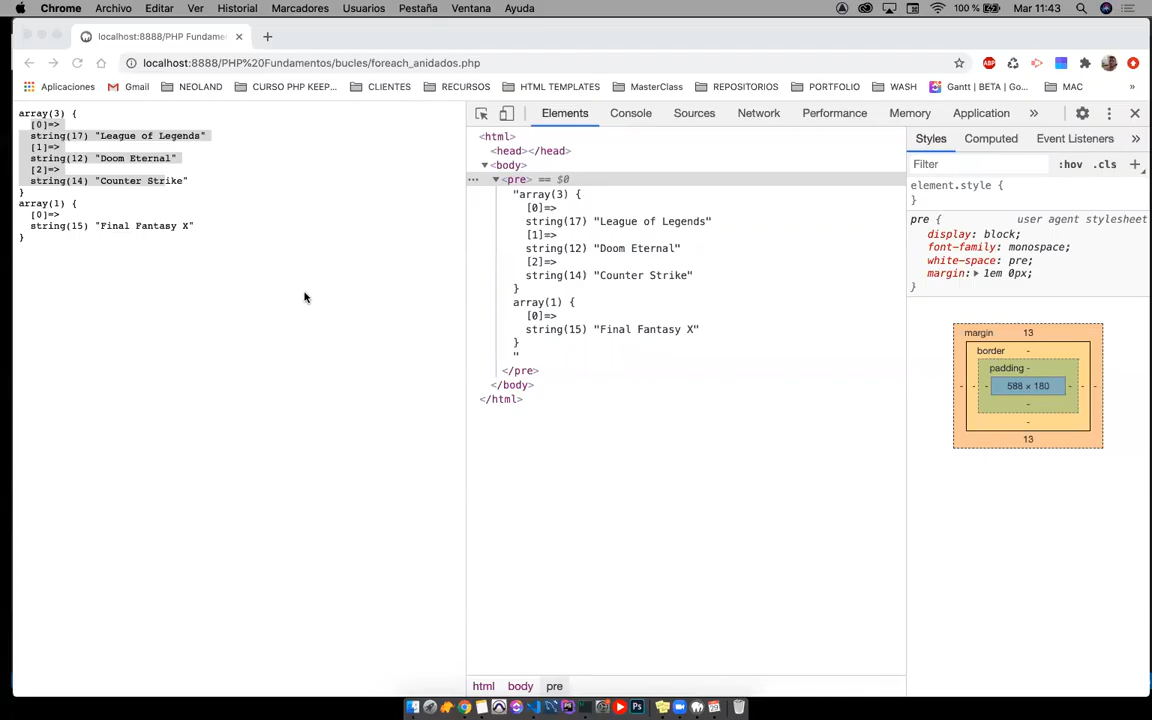 Chrome Archivo Editar Ver Historial Marcadores Usuarios Pestaña Ventana Ayuda 100 % Mar 11:43
localhost:8888/PHP Fundame
localhost:8888/PHP%20Fundamentos/bucles/foreach_anidados.php
Aplicaciones Gmail NEOLAND CURSO PHP KEEP... CLIENTES RECURSOS HTML TEMPLATES MasterClass REPOSITORIOS PORTFOLIO WASH Gantt | BETA | Go... MAC »
array(3) {
[0]=>
string(17) "League of Legends"
[1]=>
string(12) "Doom Eternal"
[2]=>
string(14) "Counter Strike"
}
array(1) {
[0]=>
string(15) "Final Fantasy X"
}
Elements Console Sources Network Performance Memory Application »
<html>
<head></head>
<body>
... <pre> == $0
"array(3) {
[0]=>
string(17) "League of Legends"
[1]=>
string(12) "Doom Eternal"
[2]=>
string(14) "Counter Strike"
}
array(1) {
[0]=>
string(15) "Final Fantasy X"
}
"
</pre>
</body>
</html>
html body pre
Styles Computed Event Listeners »
Filter :hov .cls +
element.style {
}
pre { user agent stylesheet
display: block;
font-family: monospace;
white-space: pre;
margin: 1em 0px;
}
margin 13
border -
padding -
- - - 588 × 180 - - -
-
-
13